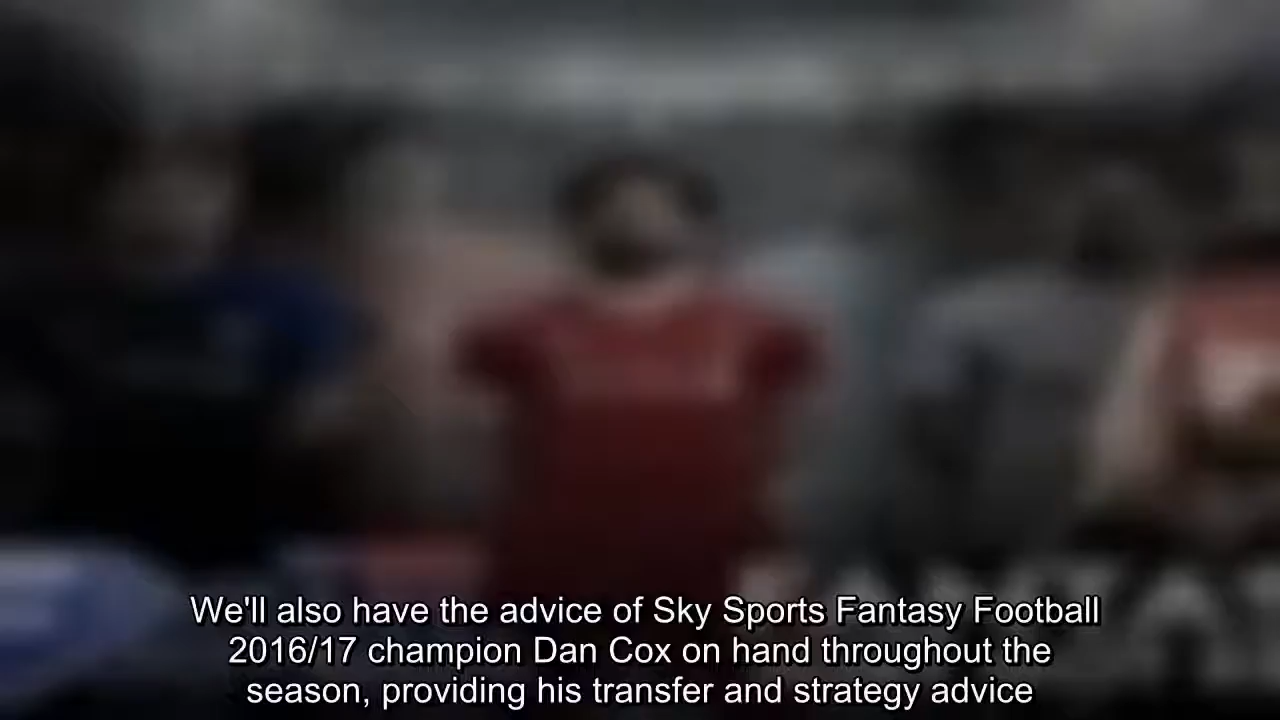 We'll also have the advice of Sky Sports Fantasy Football
2016/17 champion Dan Cox on hand throughout the
season, providing his transfer and strategy advice